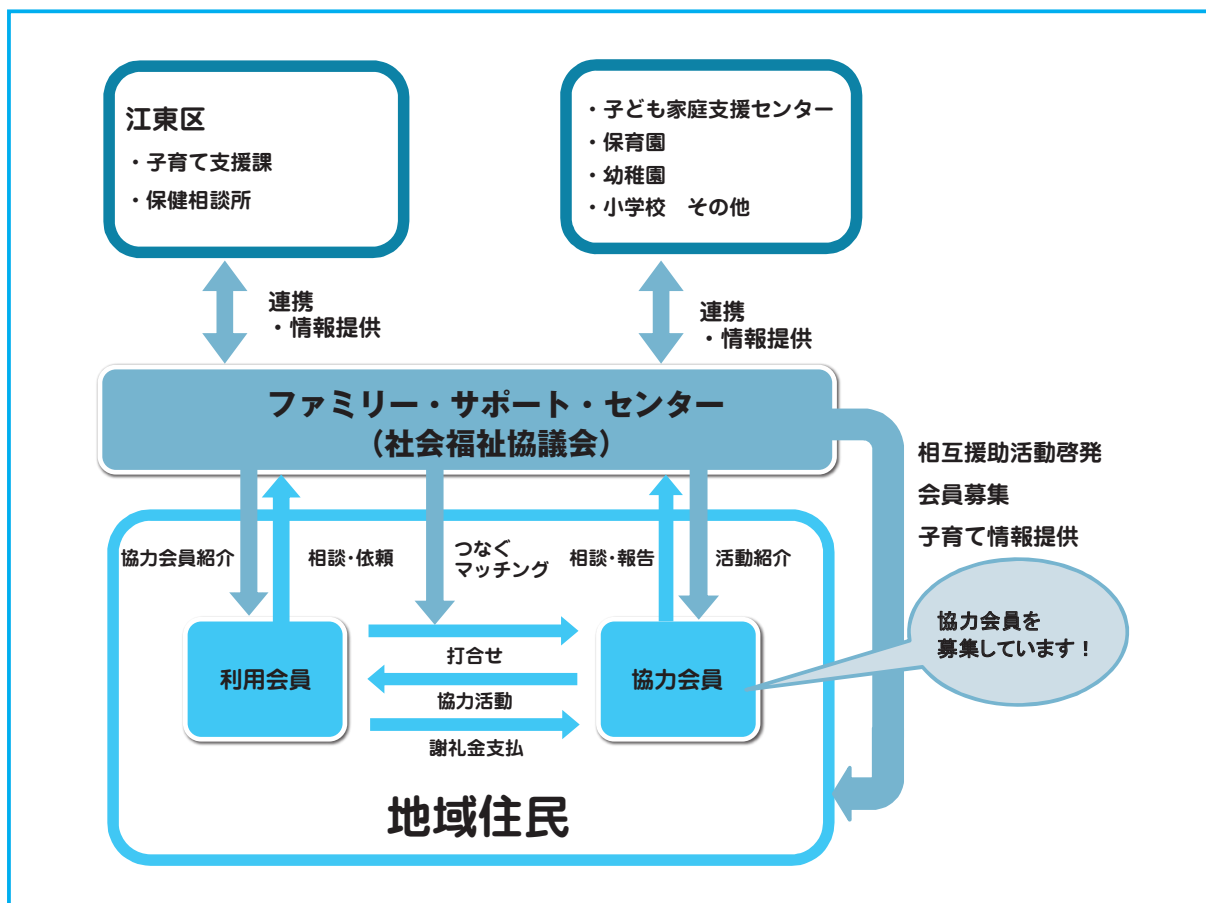 江東区
・子育て支援課
・保健相談所
・子ども家庭支援センター
・保育園
・幼稚園
・小学校　その他
連携
・情報提供
連携
・情報提供
ファミリー・サポート・センター
（社会福祉協議会）
相互援助活動啓発
会員募集
子育て情報提供
協力会員紹介
相談・依頼
つなぐ
マッチング
相談・報告
活動紹介
協力会員を
募集しています！
利用会員
打合せ
協力活動
謝礼金支払
協力会員
地域住民